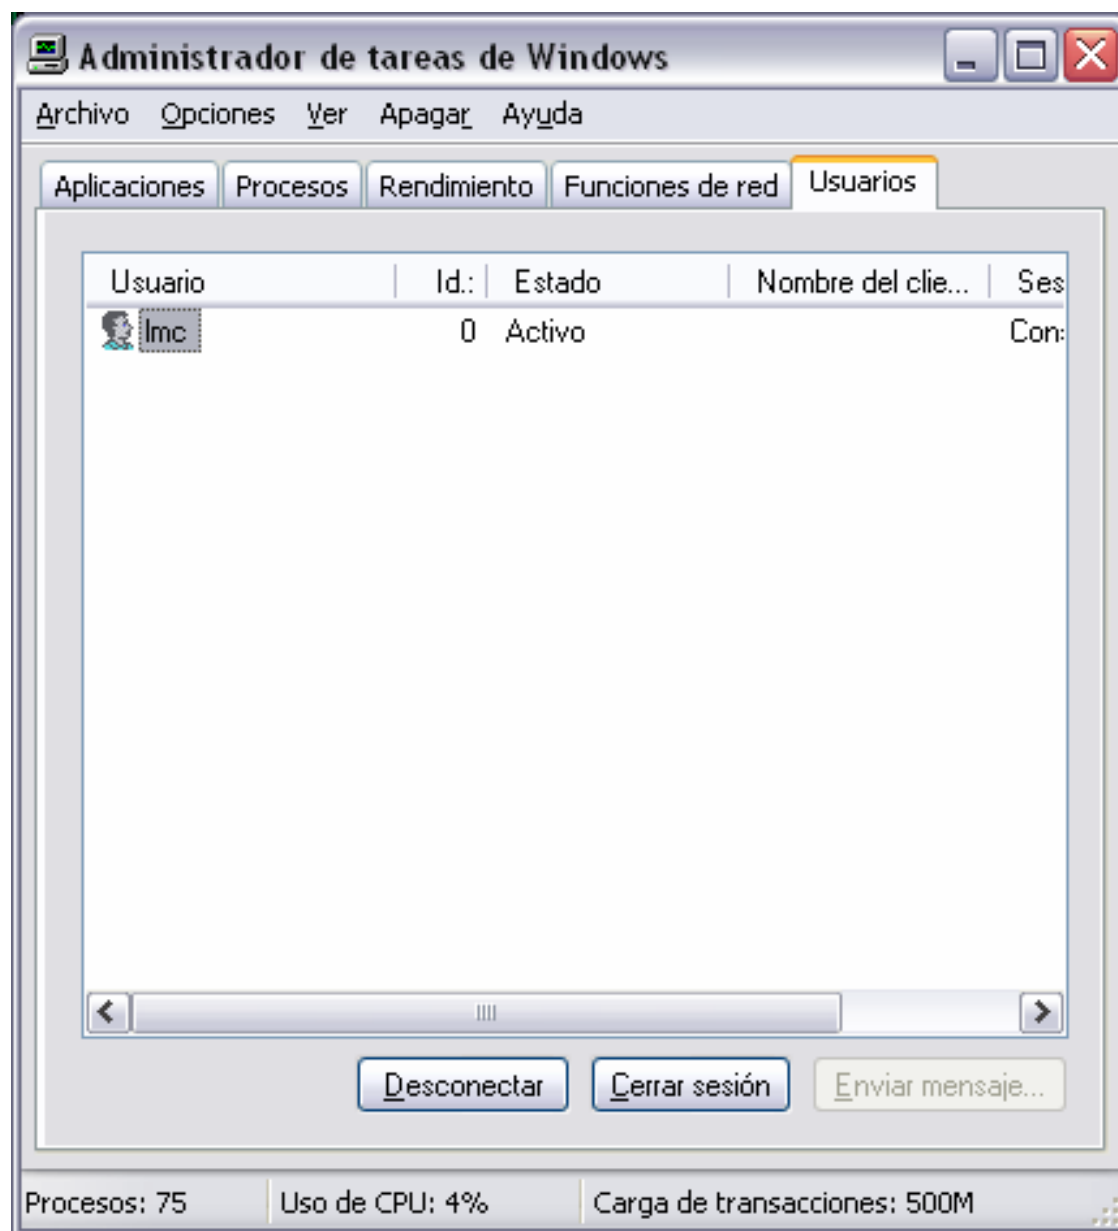 Administrador de tareas de Windows
Archivo Opciones Ver Apagar Ayuda
Aplicaciones Procesos Rendimiento Funciones de red Usuarios
Usuario Id.: Estado Nombre del clie... Ses
lmc 0 Activo Con
Desconectar Cerrar sesión Enviar mensaje...
Procesos: 75 Uso de CPU: 4% Carga de transacciones: 500M